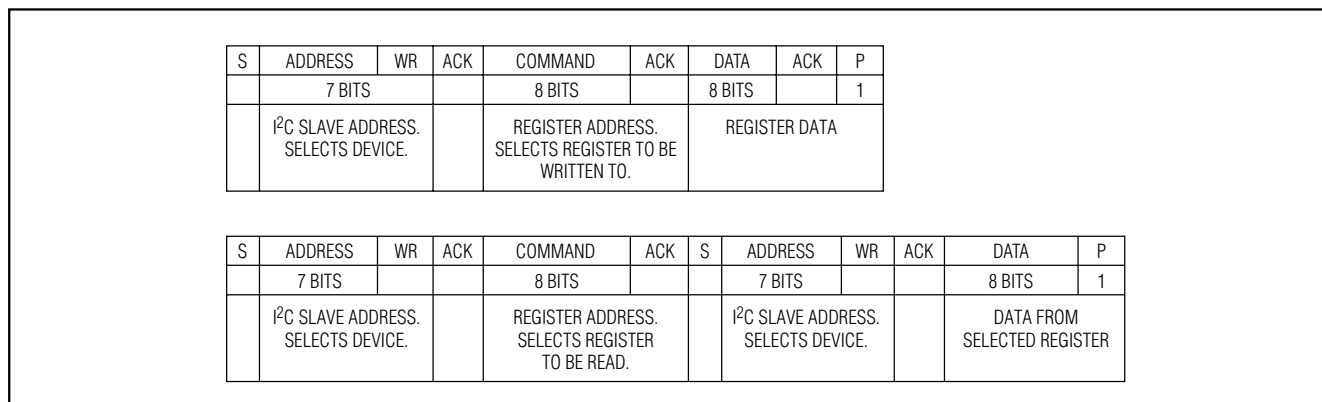 S ADDRESS WR ACK COMMAND ACK DATA ACK P
7 BITS 8 BITS 8 BITS 1
I²C SLAVE ADDRESS. REGISTER ADDRESS. REGISTER DATA
SELECTS DEVICE. SELECTS REGISTER TO BE
WRITTEN TO.
S ADDRESS WR ACK COMMAND ACK S ADDRESS WR ACK DATA P
7 BITS 8 BITS 7 BITS 8 BITS 1
I²C SLAVE ADDRESS. REGISTER ADDRESS. I²C SLAVE ADDRESS. DATA FROM
SELECTS DEVICE. SELECTS REGISTER SELECTS DEVICE. SELECTED REGISTER
TO BE READ.